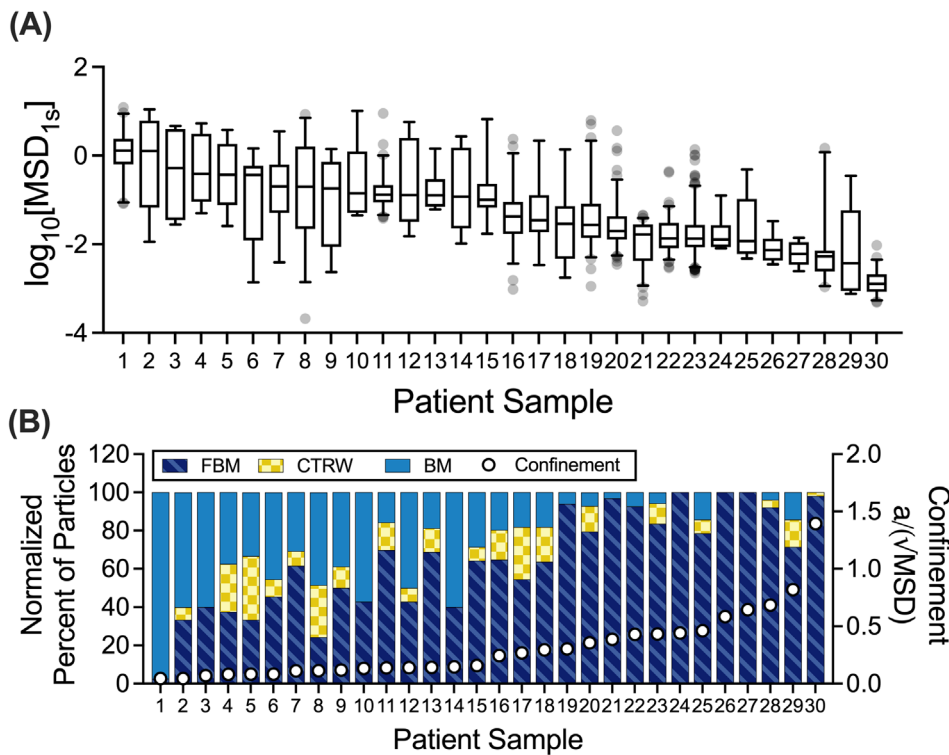 (A)
log10[MSD1s]
2
0
-2
-4
1 2 3 4 5 6 7 8 9 10 11 12 13 14 15 16 17 18 19 20 21 22 23 24 25 26 27 28 29 30
Patient Sample
(B)
Normalized
Percent of Particles
120
100
80
60
40
20
0
FBM CTRW BM Confinement
2.0
1.5
1.0
0.5
0.0
Confinement
a/(√MSD)
1 2 3 4 5 6 7 8 9 10 11 12 13 14 15 16 17 18 19 20 21 22 23 24 25 26 27 28 29 30
Patient Sample